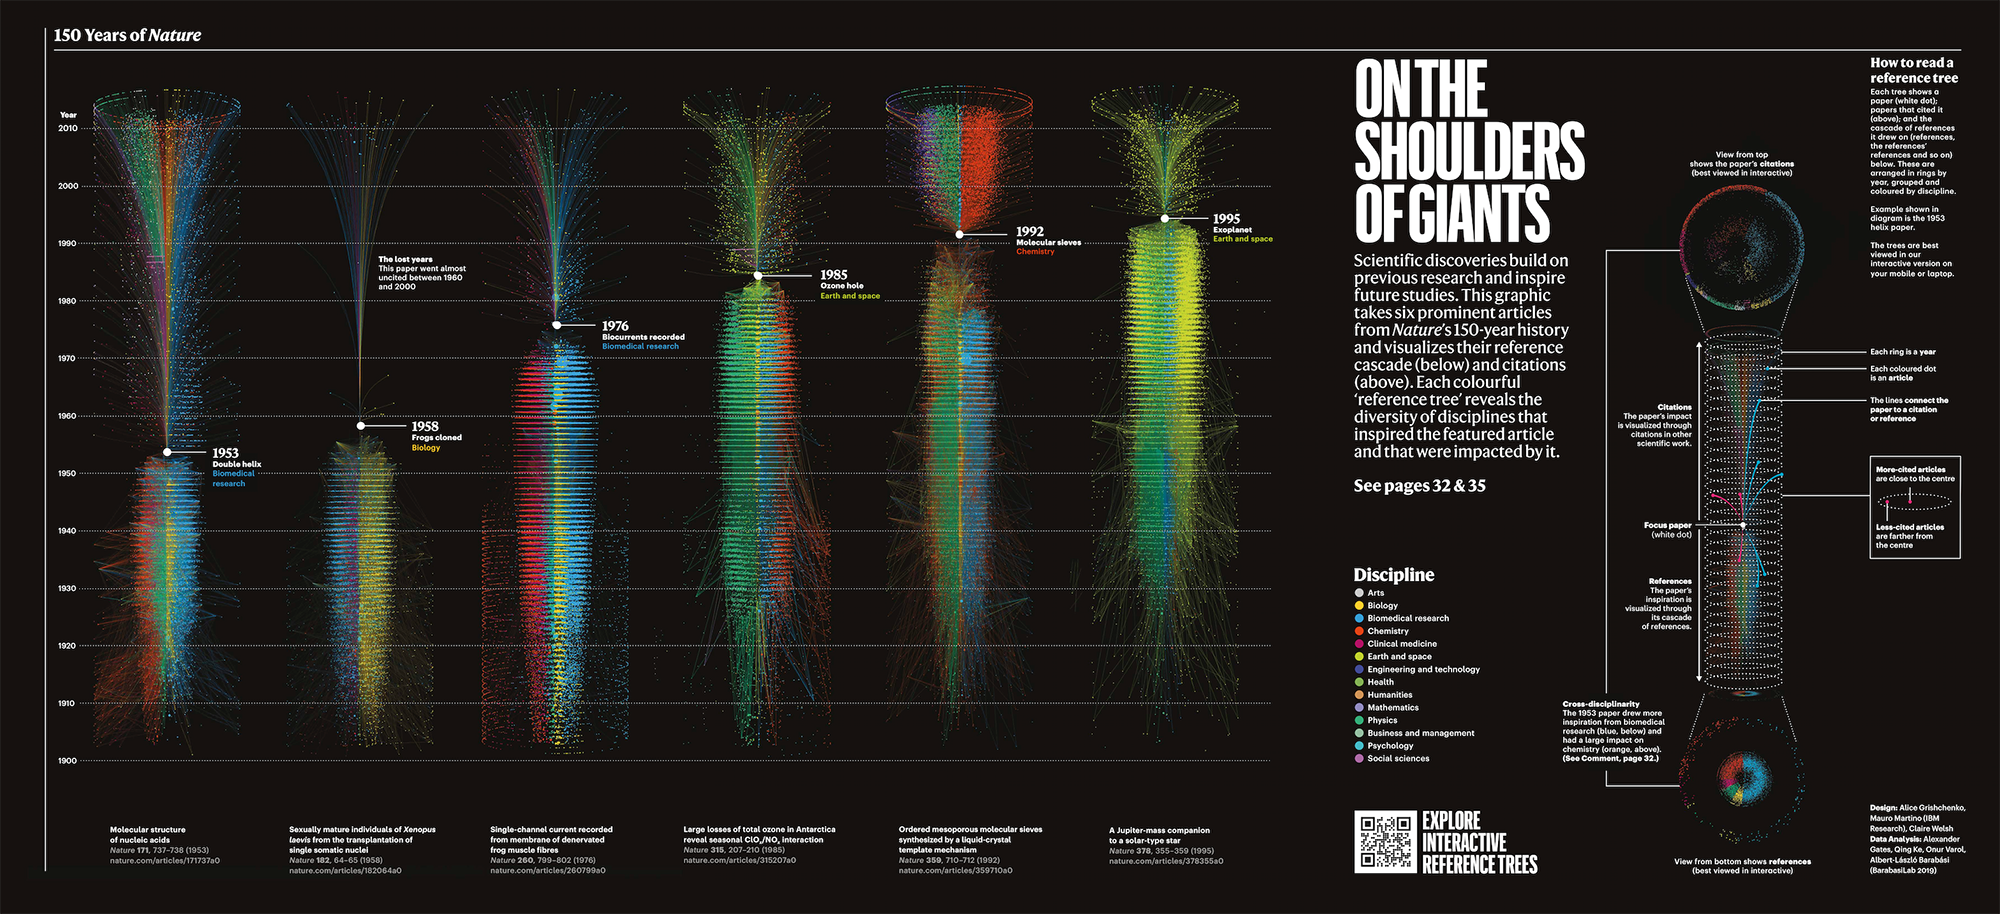 150 Years of Nature
Year
2010
2000
1990
1980
1970
1960
1950
1940
1930
1920
1910
1900
1953
Double helix
Biomedical
research
The lost years
This paper went almost
uncited between 1960
and 2000
1958
Frogs cloned
Biology
1976
Biocurrents recorded
Biomedical research
1985
Ozone hole
Earth and space
1992
Molecular sieves
Chemistry
1995
Exoplanet
Earth and space
Molecular structure
of nucleic acids
Nature 171, 737–738 (1953)
nature.com/articles/171737a0
Sexually mature individuals of Xenopus
laevis from the transplantation of
single somatic nuclei
Nature 182, 64–65 (1958)
nature.com/articles/182064a0
Single-channel current recorded
from membrane of denervated
frog muscle fibres
Nature 260, 799–802 (1976)
nature.com/articles/260799a0
Large losses of total ozone in Antarctica
reveal seasonal ClOx/NOx interaction
Nature 315, 207–210 (1985)
nature.com/articles/315207a0
Ordered mesoporous molecular sieves
synthesized by a liquid-crystal
template mechanism
Nature 359, 710–712 (1992)
nature.com/articles/359710a0
A Jupiter-mass companion
to a solar-type star
Nature 378, 355–359 (1995)
nature.com/articles/378355a0
ON THE
SHOULDERS
OF GIANTS
Scientific discoveries build on
previous research and inspire
future studies. This graphic
takes six prominent articles
from Nature's 150-year history
and visualizes their reference
cascade (below) and citations
(above). Each colourful
'reference tree' reveals the
diversity of disciplines that
inspired the featured article
and that were impacted by it.
See pages 32 & 35
Discipline
Arts
Biology
Biomedical research
Chemistry
Clinical medicine
Earth and space
Engineering and technology
Health
Humanities
Mathematics
Physics
Business and management
Psychology
Social sciences
EXPLORE
INTERACTIVE
REFERENCE TREES
How to read a
reference tree
Each tree shows a
paper (white dot);
papers that cited it
(above); and the
cascade of references
it drew on (references,
the references'
references and so on)
below. These are
arranged in rings by
year, grouped and
coloured by discipline.
Example shown in
diagram is the 1953
helix paper.
The trees are best
viewed in our
interactive version on
your mobile or laptop.
View from top
shows the paper's citations
(best viewed in interactive)
Each ring is a year
Each coloured dot
is an article
The lines connect the
paper to a citation
or reference
Citations
The paper's impact
is visualized through
citations in other
scientific work.
More-cited articles
are close to the centre
Less-cited articles
are farther from
the centre
Focus paper
(white dot)
References
The paper's
inspiration is
visualized through
its cascade
of references.
Cross-disciplinarity
The 1953 paper drew more
inspiration from biomedical
research (blue, below) and
had a large impact on
chemistry (orange, above).
(See Comment, page 32.)
View from bottom shows references
(best viewed in interactive)
Design: Alice Grishchenko,
Mauro Martino (IBM
Research), Claire Welsh
Data Analysis: Alexander
Gates, Qing Ke, Onur Varol,
Albert-László Barabási
(BarabasiLab 2019)